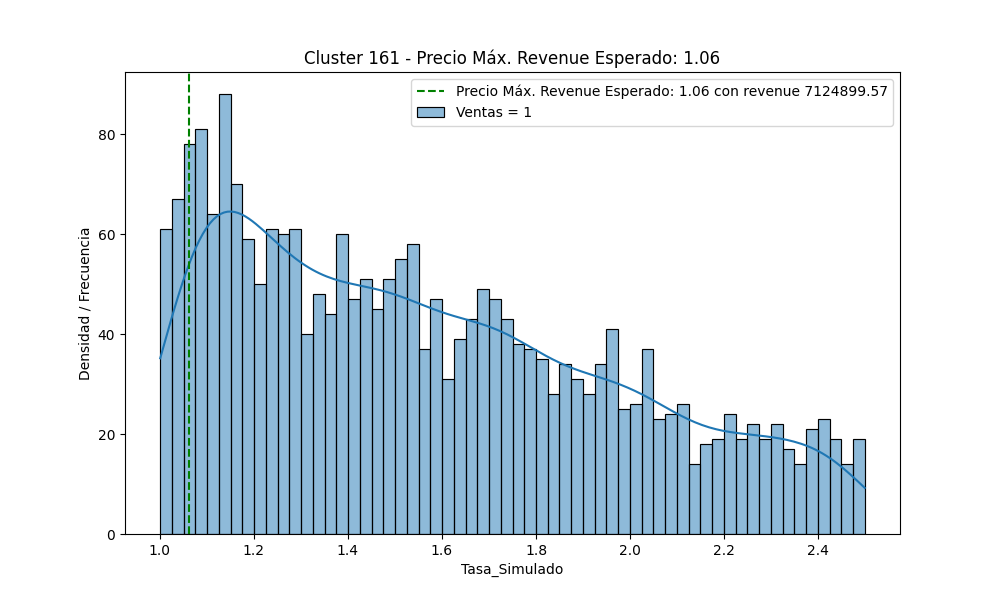 Cluster 161 - Precio Máx. Revenue Esperado: 1.06
Precio Máx. Revenue Esperado: 1.06 con revenue 7124899.57
Ventas = 1
Densidad / Frecuencia
80
60
40
20
0
1.0 1.2 1.4 1.6 1.8 2.0 2.2 2.4
Tasa_Simulado